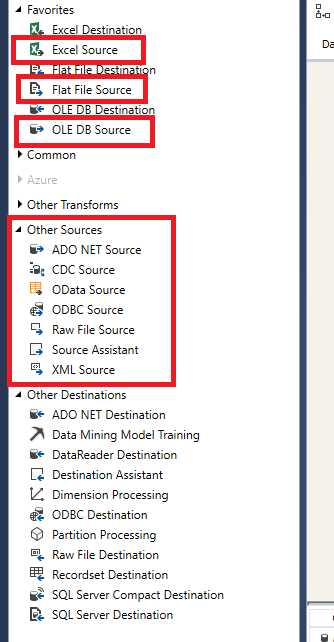 Favorites
Excel Destination
Excel Source
Flat File Destination
Flat File Source
OLE DB Destination
OLE DB Source
Common
Azure
Other Transforms
Other Sources
ADO NET Source
CDC Source
OData Source
ODBC Source
Raw File Source
Source Assistant
XML Source
Other Destinations
ADO NET Destination
Data Mining Model Training
DataReader Destination
Destination Assistant
Dimension Processing
ODBC Destination
Partition Processing
Raw File Destination
Recordset Destination
SQL Server Compact Destination
SQL Server Destination
Da